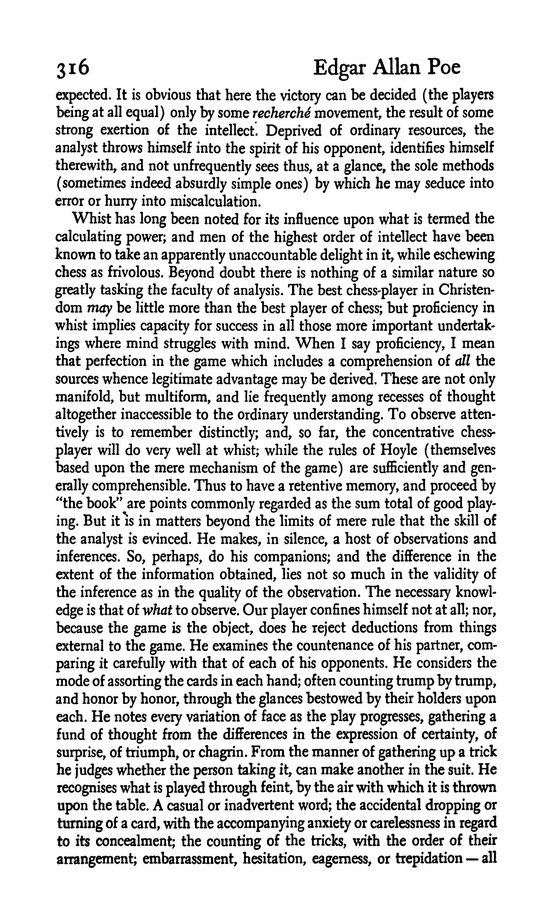 316 Edgar Allan Poe
expected. It is obvious that here the victory can be decided (the players
being at all equal) only by some recherché movement, the result of some
strong exertion of the intellect. Deprived of ordinary resources, the
analyst throws himself into the spirit of his opponent, identifies himself
therewith, and not unfrequently sees thus, at a glance, the sole methods
(sometimes indeed absurdly simple ones) by which he may seduce into
error or hurry into miscalculation.
Whist has long been noted for its influence upon what is termed the
calculating power; and men of the highest order of intellect have been
known to take an apparently unaccountable delight in it, while eschewing
chess as frivolous. Beyond doubt there is nothing of a similar nature so
greatly tasking the faculty of analysis. The best chess-player in Christen-
dom may be little more than the best player of chess; but proficiency in
whist implies capacity for success in all those more important undertak-
ings where mind struggles with mind. When I say proficiency, I mean
that perfection in the game which includes a comprehension of all the
sources whence legitimate advantage may be derived. These are not only
manifold, but multiform, and lie frequently among recesses of thought
altogether inaccessible to the ordinary understanding. To observe atten-
tively is to remember distinctly; and, so far, the concentrative chess-
player will do very well at whist; while the rules of Hoyle (themselves
based upon the mere mechanism of the game) are sufficiently and gen-
erally comprehensible. Thus to have a retentive memory, and proceed by
"the book" are points commonly regarded as the sum total of good play-
ing. But it is in matters beyond the limits of mere rule that the skill of
the analyst is evinced. He makes, in silence, a host of observations and
inferences. So, perhaps, do his companions; and the difference in the
extent of the information obtained, lies not so much in the validity of
the inference as in the quality of the observation. The necessary knowl-
edge is that of what to observe. Our player confines himself not at all; nor,
because the game is the object, does he reject deductions from things
external to the game. He examines the countenance of his partner, com-
paring it carefully with that of each of his opponents. He considers the
mode of assorting the cards in each hand; often counting trump by trump,
and honor by honor, through the glances bestowed by their holders upon
each. He notes every variation of face as the play progresses, gathering a
fund of thought from the differences in the expression of certainty, of
surprise, of triumph, or chagrin. From the manner of gathering up a trick
he judges whether the person taking it, can make another in the suit. He
recognises what is played through feint, by the air with which it is thrown
upon the table. A casual or inadvertent word; the accidental dropping or
turning of a card, with the accompanying anxiety or carelessness in regard
to its concealment; the counting of the tricks, with the order of their
arrangement; embarrassment, hesitation, eagerness, or trepidation — all